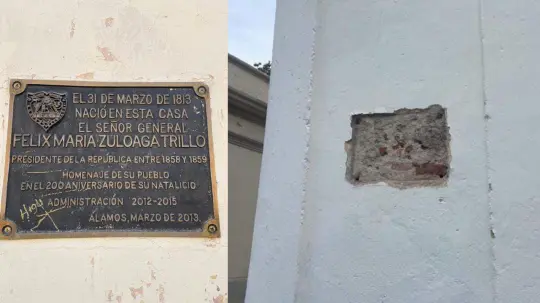 EL 31 DE MARZO DE 1813
NACIÓ EN ESTA CASA
EL SEÑOR GENERAL
FELIX MARIA ZULOAGA TRILLO
PRESIDENTE DE LA REPÚBLICA ENTRE 1858 Y 1859
HOMENAJE DE SU PUEBLO
EN EL 200 ANIVERSARIO DE SU NATALICIO
ADMINISTRACIÓN 2012-2015
ÁLAMOS, MARZO DE 2013.